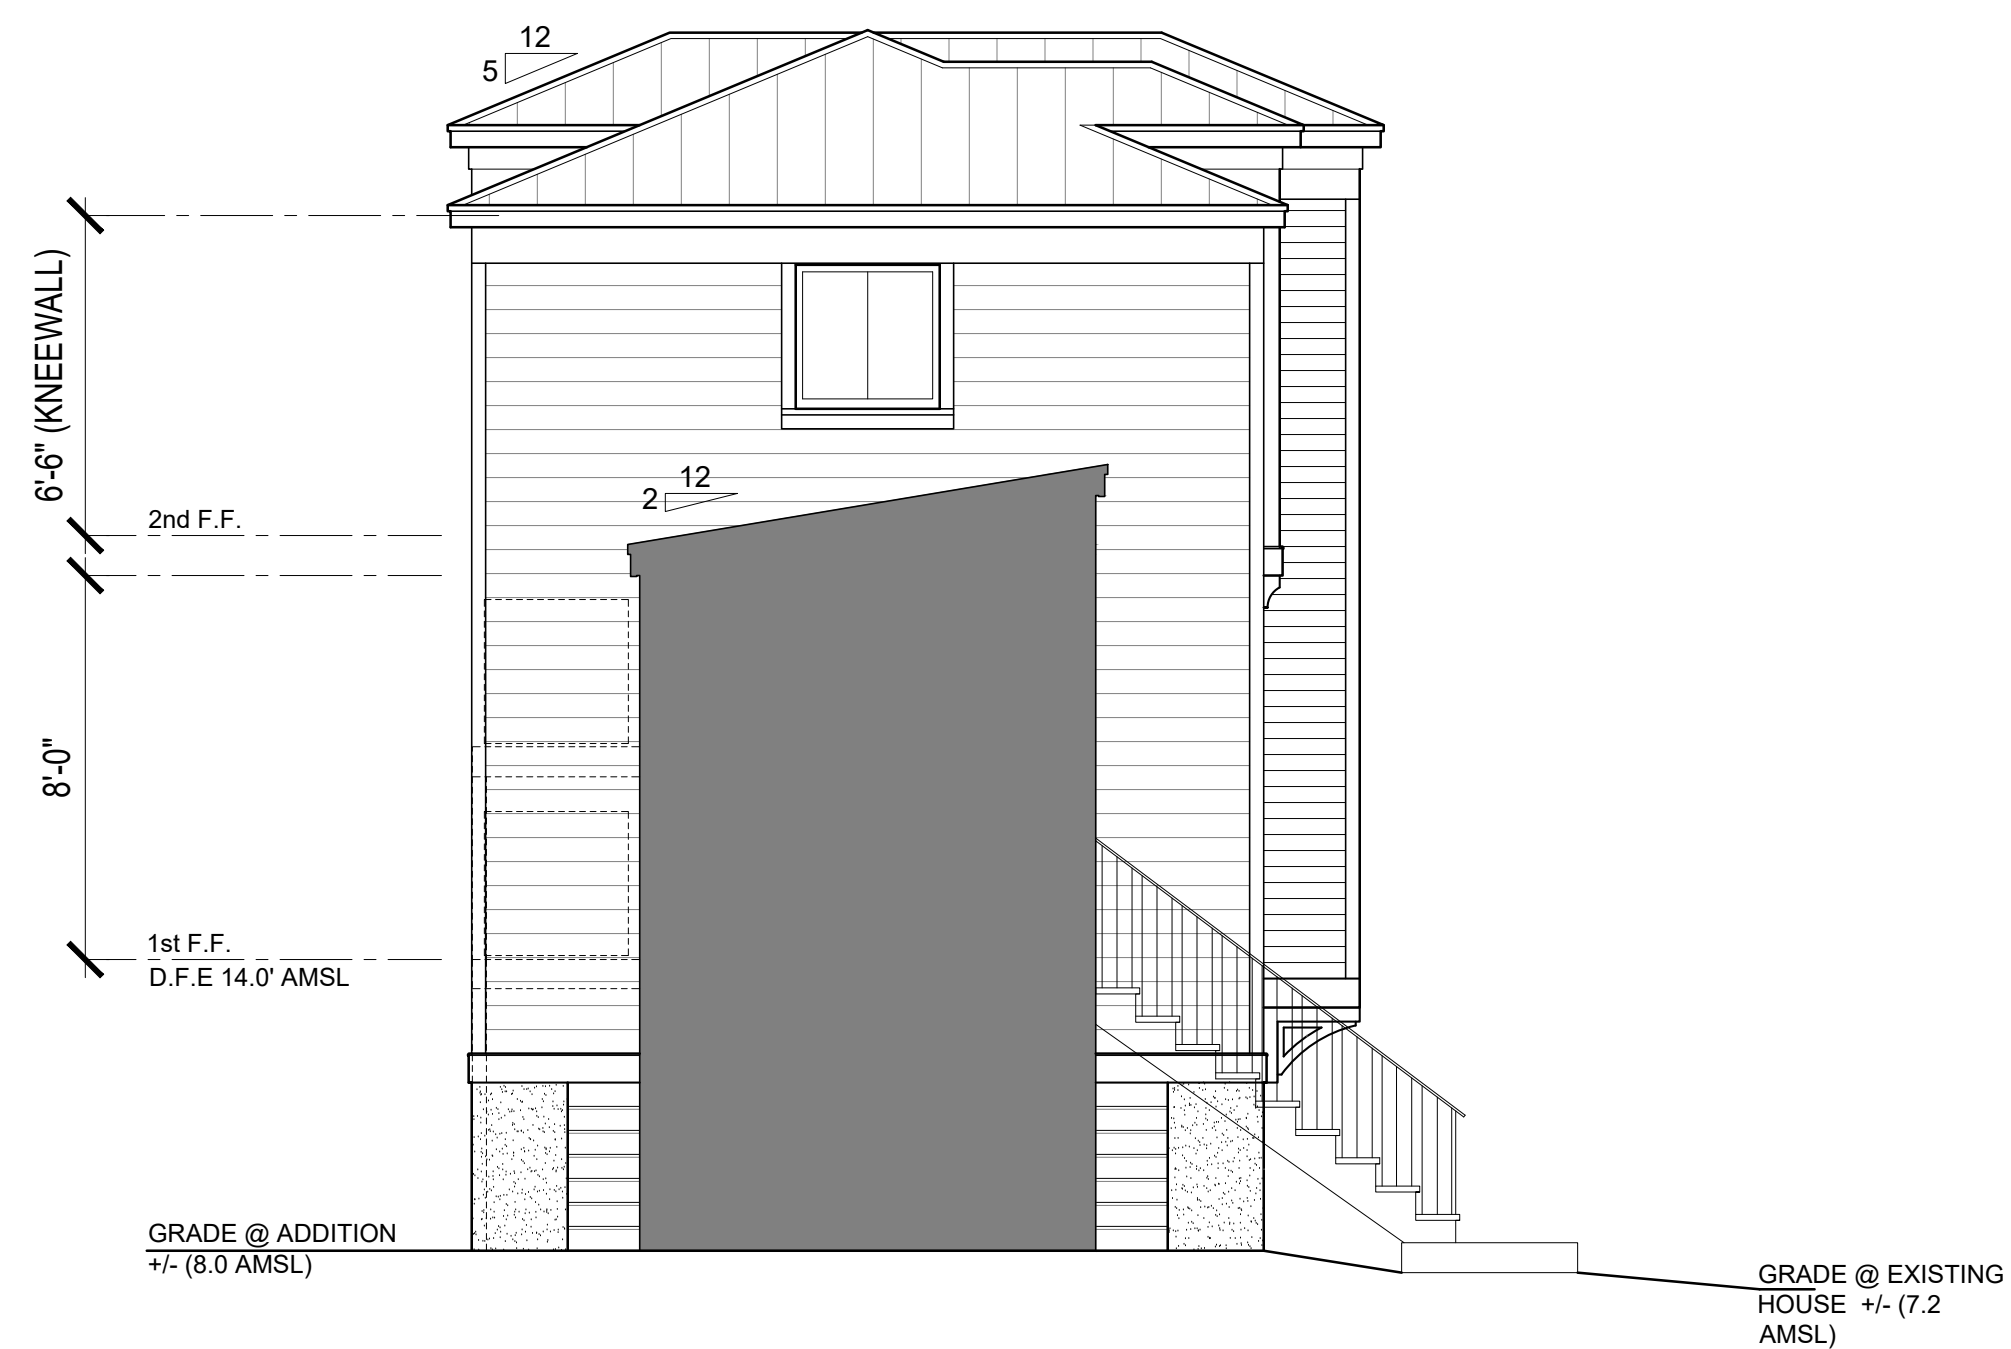 12
5
6'-6" (KNEEWALL)
12
2
2nd F.F.
8'-0"
1st F.F.
D.F.E 14.0' AMSL
GRADE @ ADDITION
+/- (8.0 AMSL)
GRADE @ EXISTING
HOUSE +/- (7.2
AMSL)